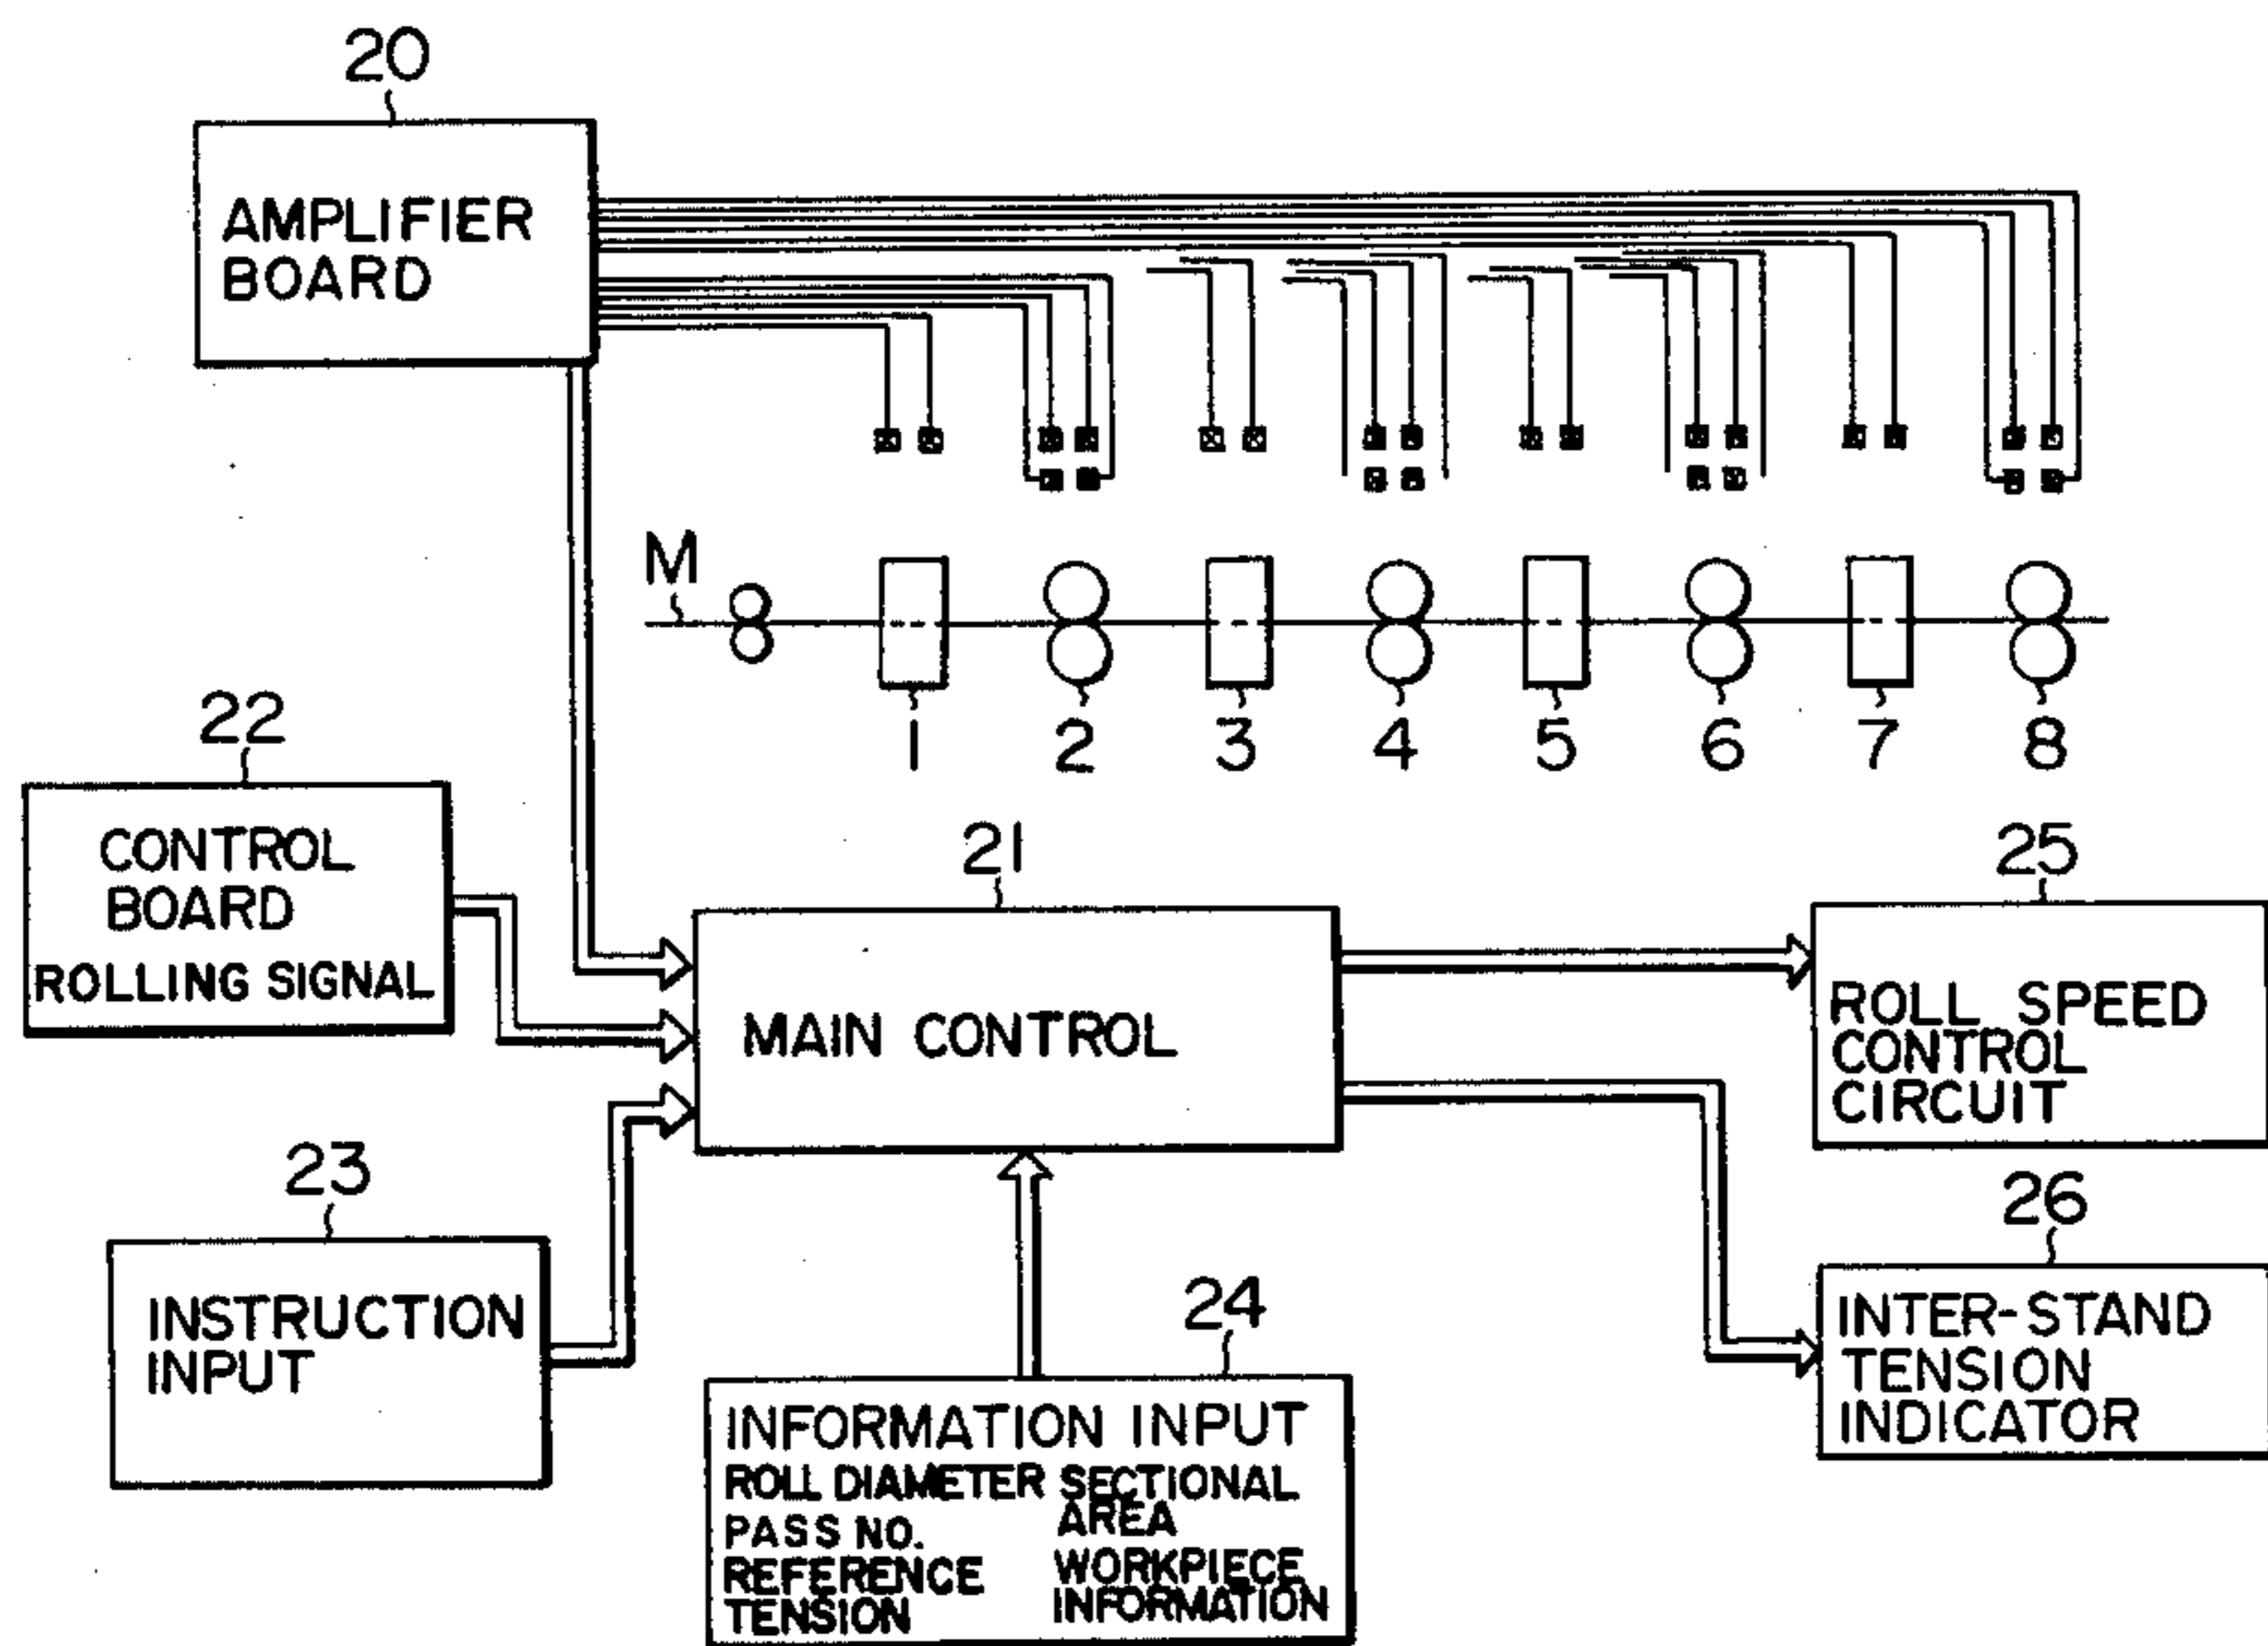 20
AMPLIFIER
BOARD
M
1 2 3 4 5 6 7 8
22
CONTROL
BOARD
ROLLING SIGNAL
21
MAIN CONTROL
25
ROLL SPEED
CONTROL
CIRCUIT
23
INSTRUCTION
INPUT
24
INFORMATION INPUT
ROLL DIAMETER SECTIONAL
AREA
PASS NO.
REFERENCE
TENSION
WORKPIECE
INFORMATION
26
INTER-STAND
TENSION
INDICATOR